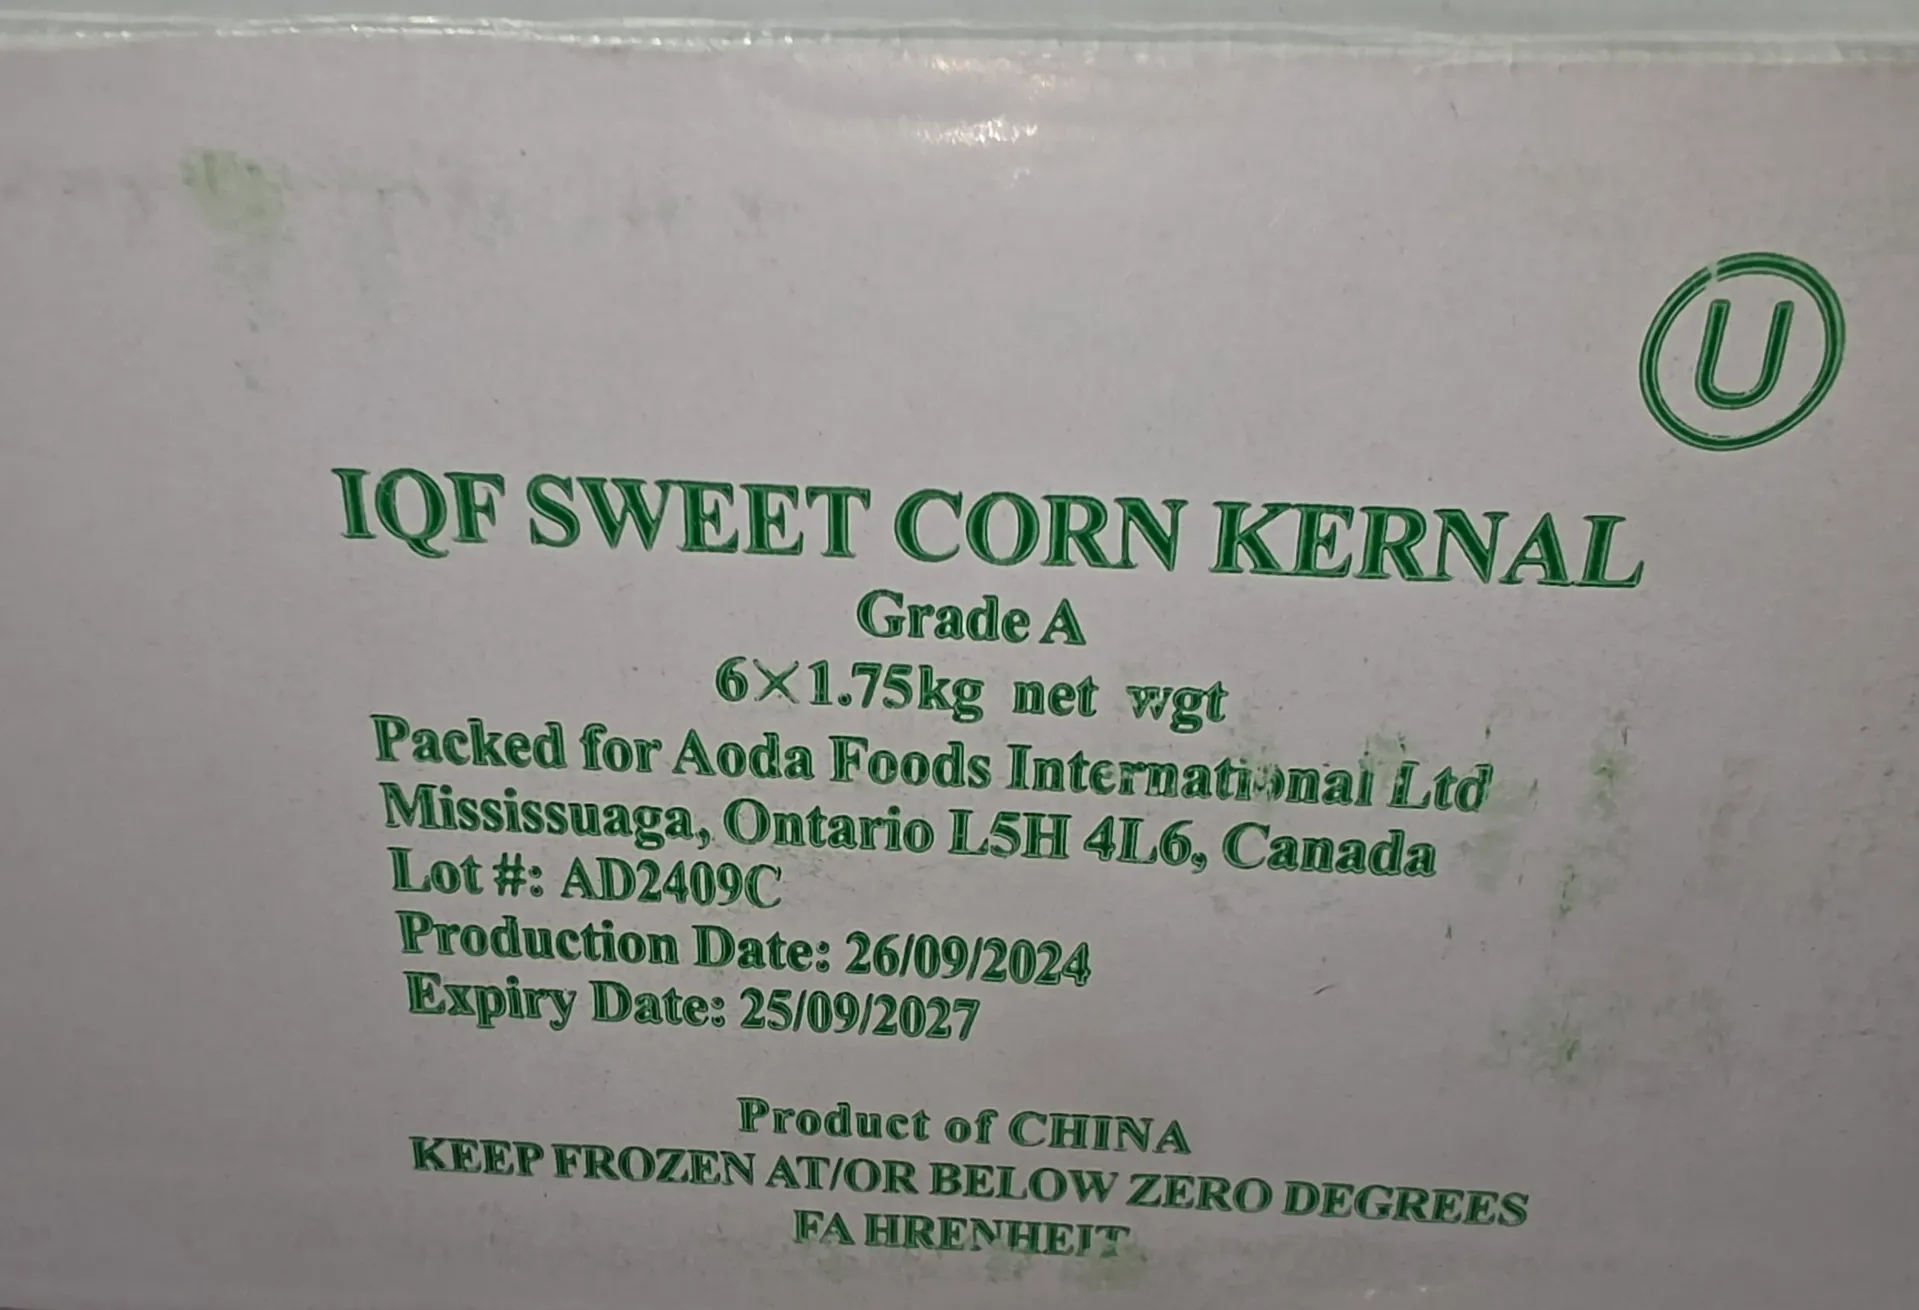 U
IQF SWEET CORN KERNAL
Grade A
6×1.75kg net wgt
Packed for Aoda Foods International Ltd
Mississuaga, Ontario L5H 4L6, Canada
Lot #: AD2409C
Production Date: 26/09/2024
Expiry Date: 25/09/2027
Product of CHINA
KEEP FROZEN AT/OR BELOW ZERO DEGREES
FA HRENHEIT